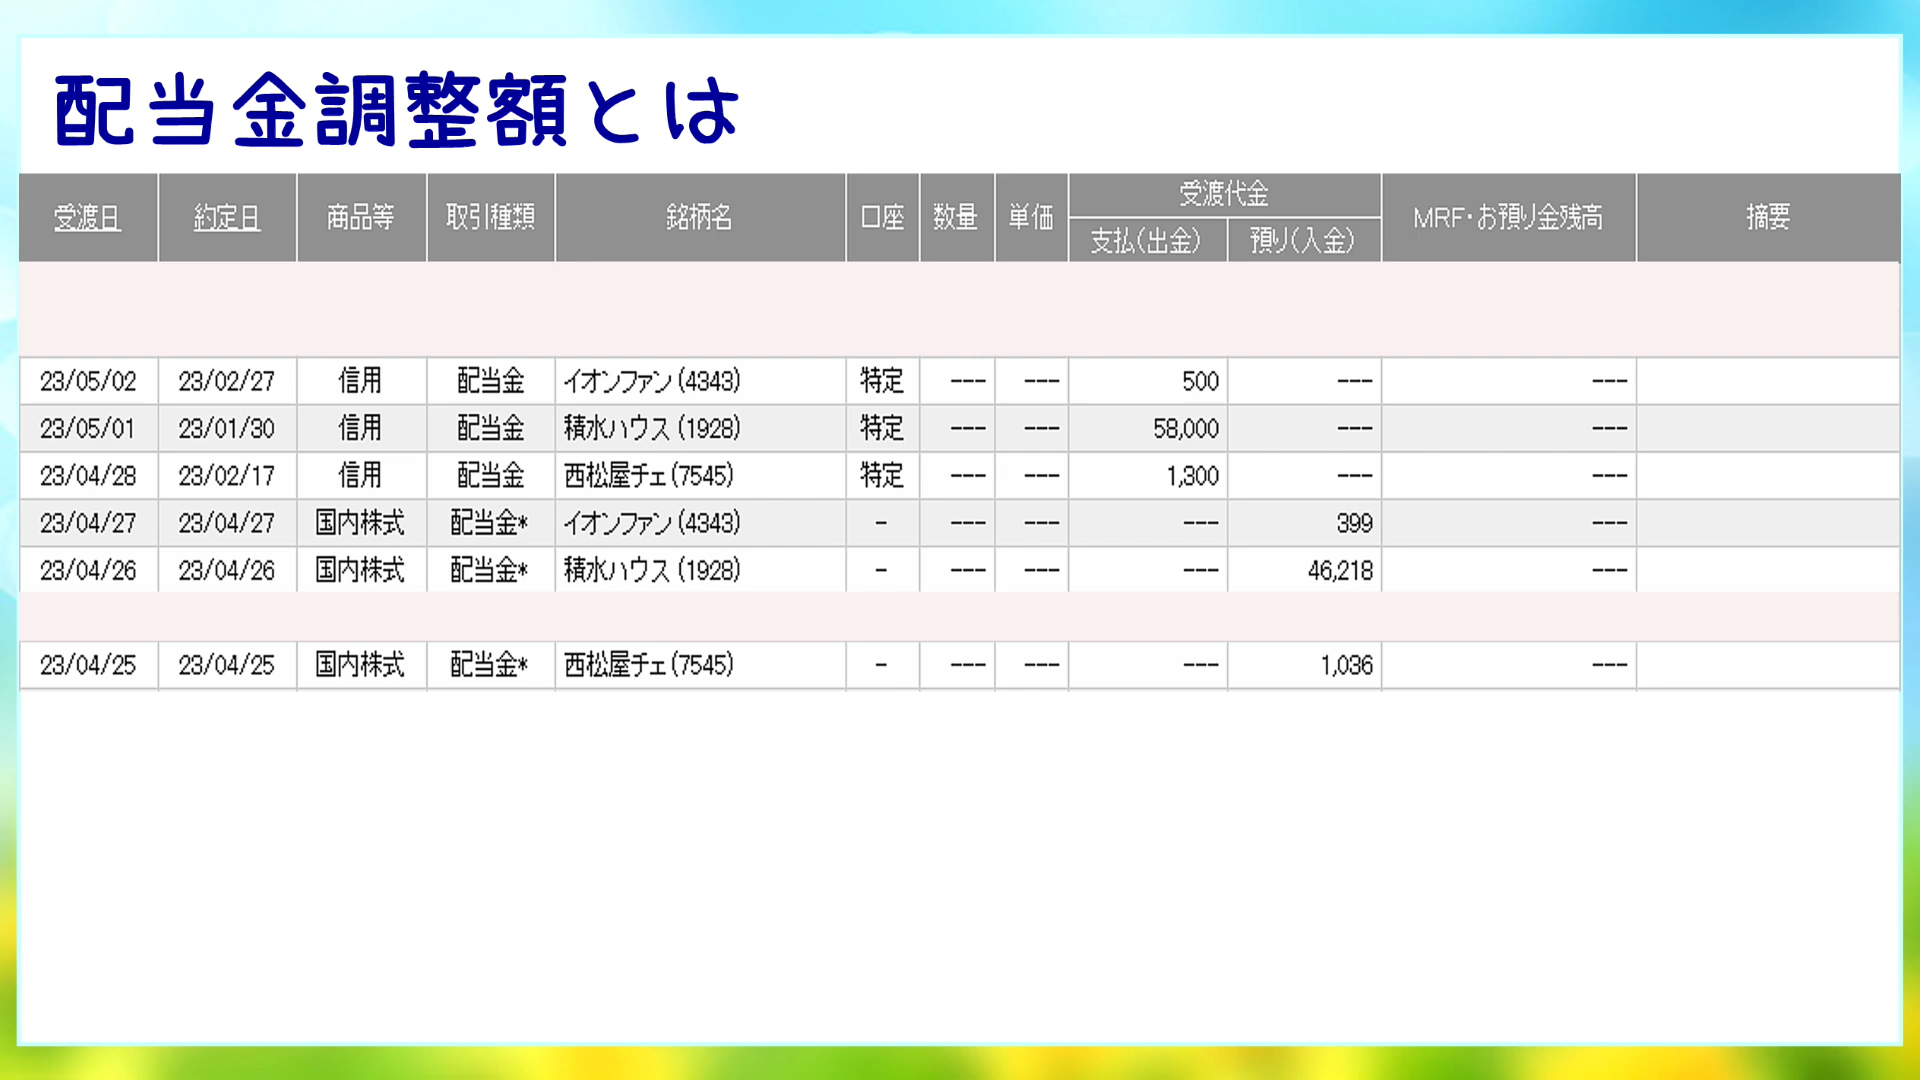 配当金調整額とは
受渡日 約定日 商品等 取引種類 銘柄名 口座 数量 単価 受渡代金 MRF・お預り金残高 摘要
支払(出金) 預り(入金)
23/05/02 23/02/27 信用 配当金 イオンファン(4343) 特定 --- --- 500 --- ---
23/05/01 23/01/30 信用 配当金 積水ハウス(1928) 特定 --- --- 58,000 --- ---
23/04/28 23/02/17 信用 配当金 西松屋チェ(7545) 特定 --- --- 1,300 --- ---
23/04/27 23/04/27 国内株式 配当金* イオンファン(4343) - --- --- --- 399 ---
23/04/26 23/04/26 国内株式 配当金* 積水ハウス(1928) - --- --- --- 46,218 ---
23/04/25 23/04/25 国内株式 配当金* 西松屋チェ(7545) - --- --- --- 1,036 ---